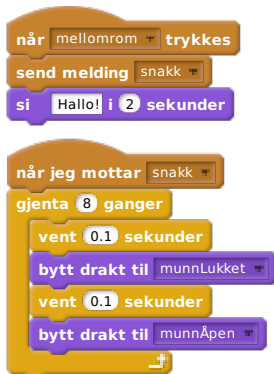 når mellomrom trykkes
send melding snakk
si Hallo! i 2 sekunder
når jeg mottar snakk
gjenta 8 ganger
vent 0.1 sekunder
bytt drakt til munnLukket
vent 0.1 sekunder
bytt drakt til munnÅpen